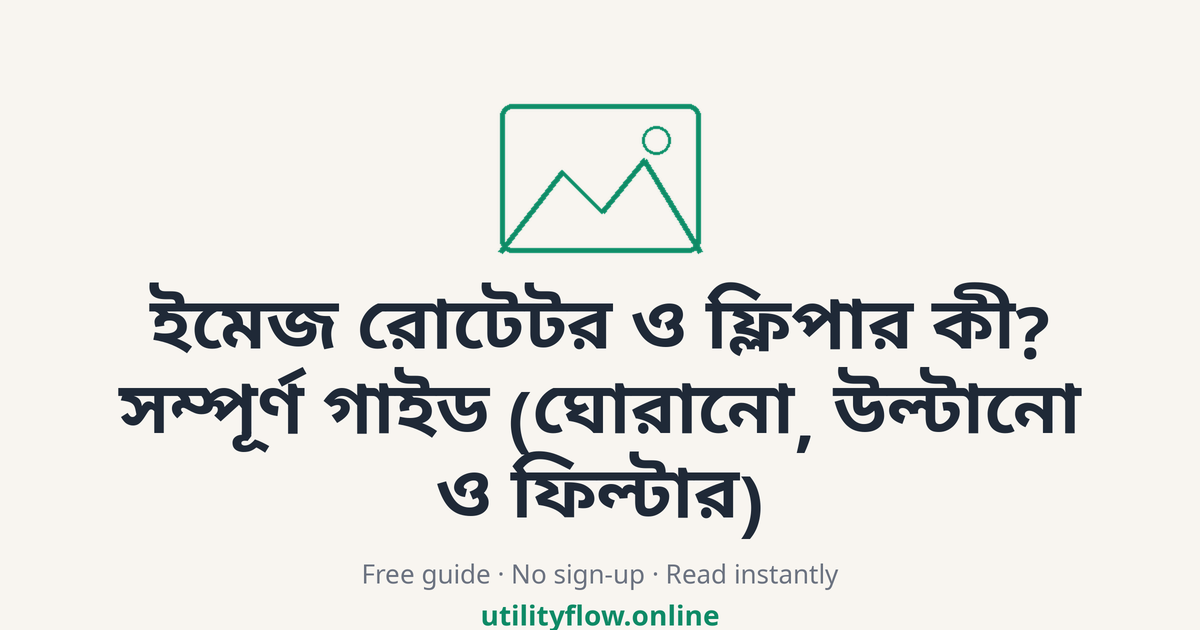 ইমেজ রোটেটর ও ফ্লিপার কী?
সম্পূর্ণ গাইড (ঘোরানো, উল্টানো
ও ফিল্টার)
Free guide · No sign-up · Read instantly
utilityflow.online